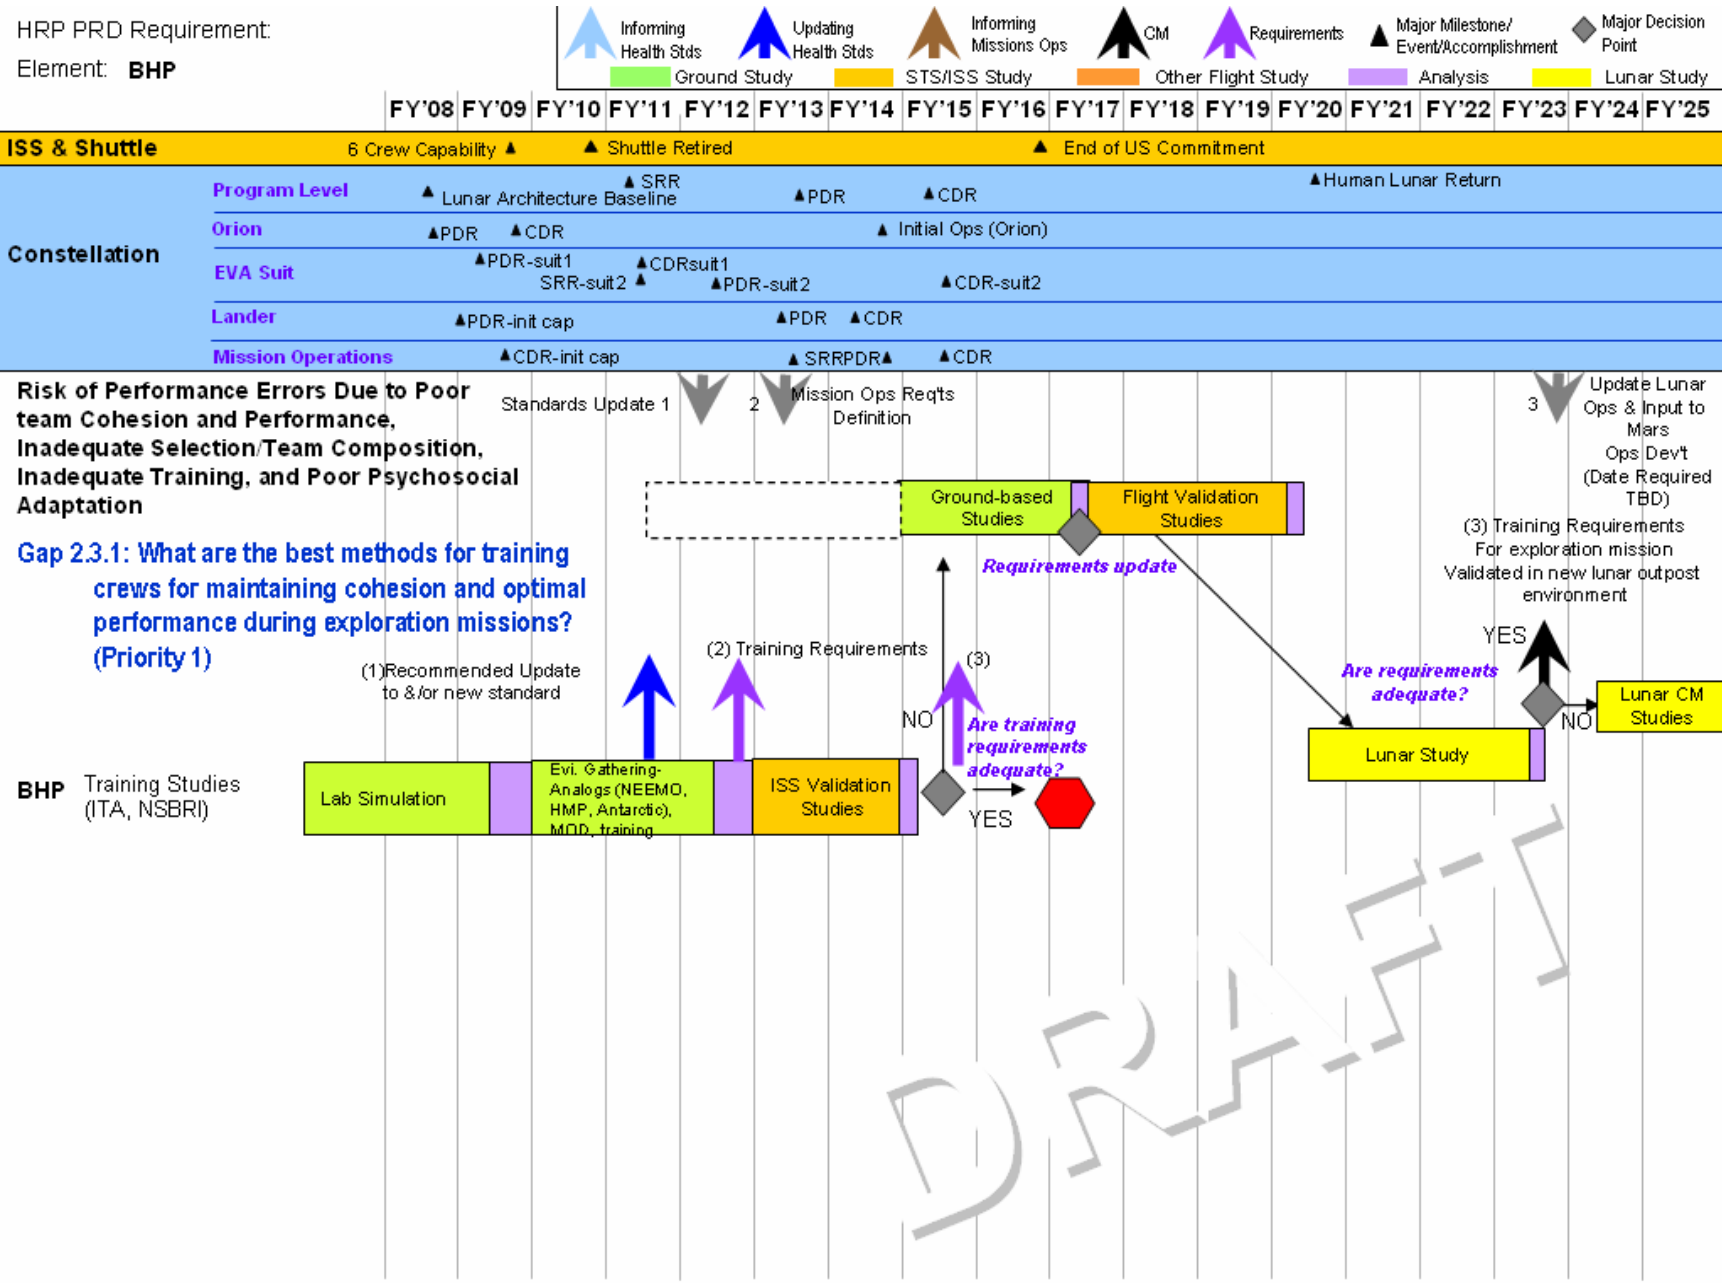 HRP PRD Requirement:
Element: BHP
Informing
Health Stds
Updating
Health Stds
Informing
Missions Ops
CM
Requirements
Major Milestone/
Event/Accomplishment
Major Decision
Point
Ground Study
STS/ISS Study
Other Flight Study
Analysis
Lunar Study
FY'08 FY'09 FY'10 FY'11 FY'12 FY'13 FY'14 FY'15 FY'16 FY'17 FY'18 FY'19 FY'20 FY'21 FY'22 FY'23 FY'24 FY'25
ISS & Shuttle
6 Crew Capability
Shuttle Retired
End of US Commitment
Constellation
Program Level
Lunar Architecture Baseline
SRR
PDR
CDR
Human Lunar Return
Orion
PDR
CDR
Initial Ops (Orion)
EVA Suit
PDR-suit1
CDRsuit1
SRR-suit2
PDR-suit2
CDR-suit2
Lander
PDR-init cap
PDR
CDR
Mission Operations
CDR-init cap
SRR
PDR
CDR
Risk of Performance Errors Due to Poor
team Cohesion and Performance,
Inadequate Selection/Team Composition,
Inadequate Training, and Poor Psychosocial
Adaptation
Standards Update 1
2
Mission Ops Req'ts
Definition
3
Update Lunar
Ops & Input to
Mars
Ops Dev't
(Date Required
TBD)
Gap 2.3.1: What are the best methods for training
crews for maintaining cohesion and optimal
performance during exploration missions?
(Priority 1)
Ground-based
Studies
Flight Validation
Studies
Requirements update
(3) Training Requirements
For exploration mission
Validated in new lunar outpost
environment
(1)Recommended Update
to &/or new standard
(2) Training Requirements
(3)
NO
Are training
requirements
adequate?
YES
YES
Are requirements
adequate?
NO
Lunar CM
Studies
Lunar Study
BHP
Training Studies
(ITA, NSBRI)
Lab Simulation
Evi. Gathering-
Analogs (NEEMO,
HMP, Antarctic),
MOD, training
ISS Validation
Studies
DRAFT